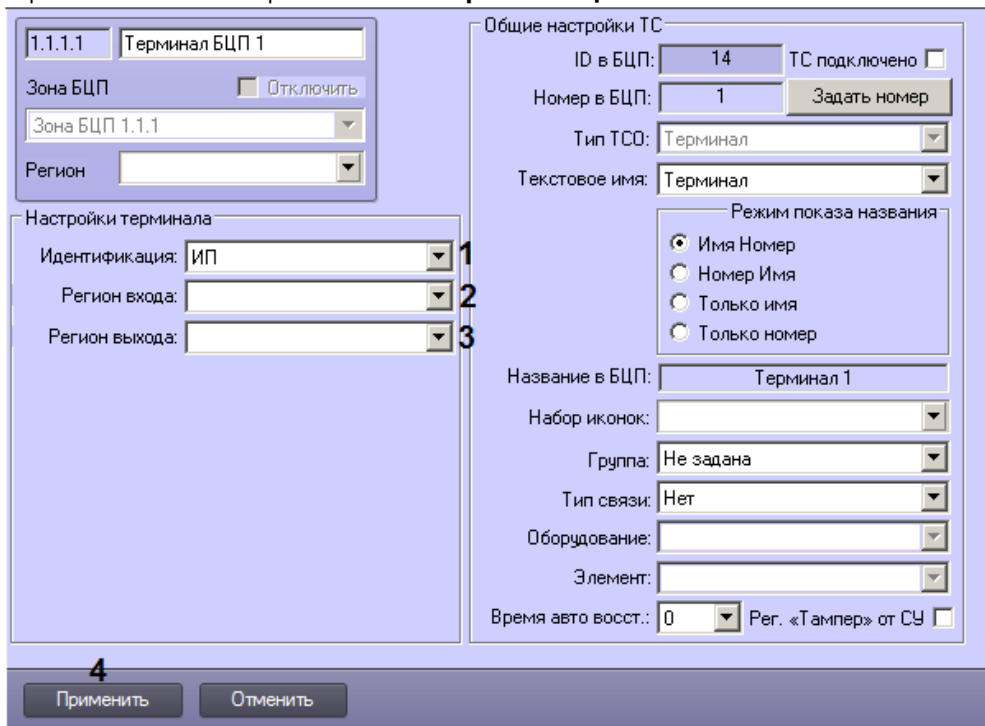 1.1.1.1 Терминал БЦП 1
Зона БЦП Отключить
Зона БЦП 1.1.1
Регион
Настройки терминала
Идентификация: ИП 1
Регион входа: 2
Регион выхода: 3
Общие настройки ТС
ID в БЦП: 14 ТС подключено
Номер в БЦП: 1 Задать номер
Тип ТСО: Терминал
Текстовое имя: Терминал
Режим показа названия
Имя Номер
Номер Имя
Только имя
Только номер
Название в БЦП: Терминал 1
Набор иконок:
Группа: Не задана
Тип связи: Нет
Оборудование:
Элемент:
Время авто восст.: 0 Рег. «Тампер» от СУ
4
Применить Отменить